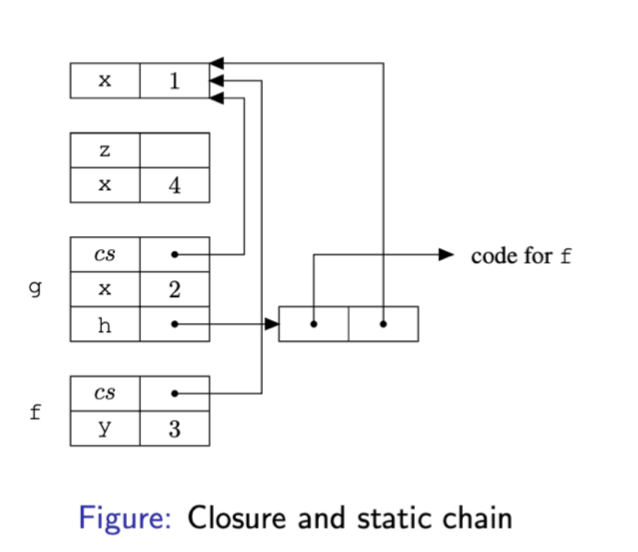 x 1
z
x 4
cs
g x 2
h
code for f
cs
f
y 3
Figure: Closure and static chain